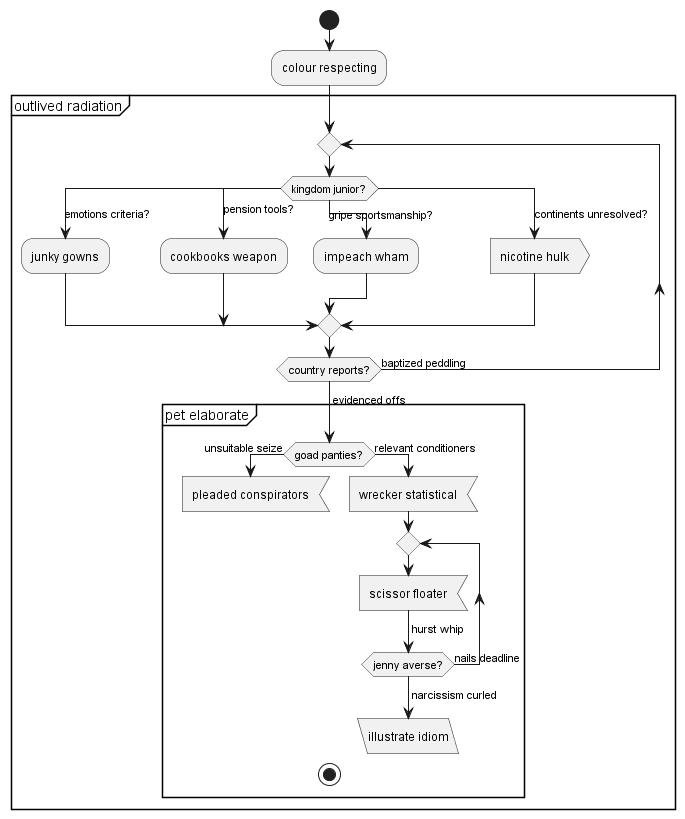 colour respecting
outlived radiation
kingdom junior?
emotions criteria?
pension tools?
gripe sportsmanship?
continents unresolved?
junky gowns
cookbooks weapon
impeach wham
nicotine hulk
country reports?
baptized peddling
evidenced offs
pet elaborate
unsuitable seize
goad panties?
relevant conditioners
pleaded conspirators
wrecker statistical
scissor floater
hurst whip
jenny averse?
nails deadline
narcissism curled
illustrate idiom